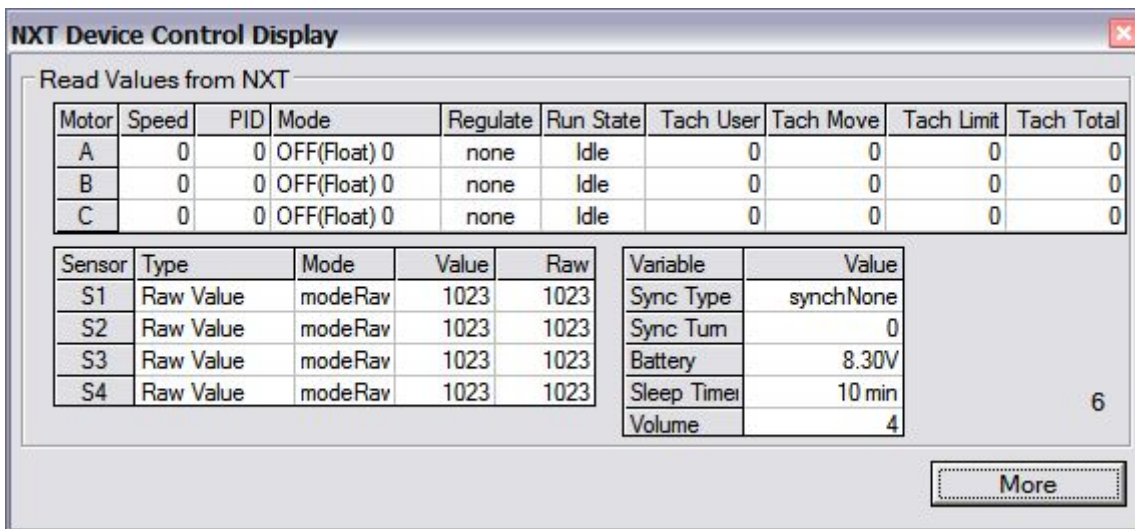 NXT Device Control Display
Read Values from NXT
Motor Speed PID Mode Regulate Run State Tach User Tach Move Tach Limit Tach Total
A 0 0 OFF(Float) 0 none Idle 0 0 0 0
B 0 0 OFF(Float) 0 none Idle 0 0 0 0
C 0 0 OFF(Float) 0 none Idle 0 0 0 0
Sensor Type Mode Value Raw
S1 Raw Value modeRav 1023 1023
S2 Raw Value modeRav 1023 1023
S3 Raw Value modeRav 1023 1023
S4 Raw Value modeRav 1023 1023
Variable Value
Sync Type synchNone
Sync Turn 0
Battery 8.30V
Sleep Timer 10 min
Volume 4
6
More